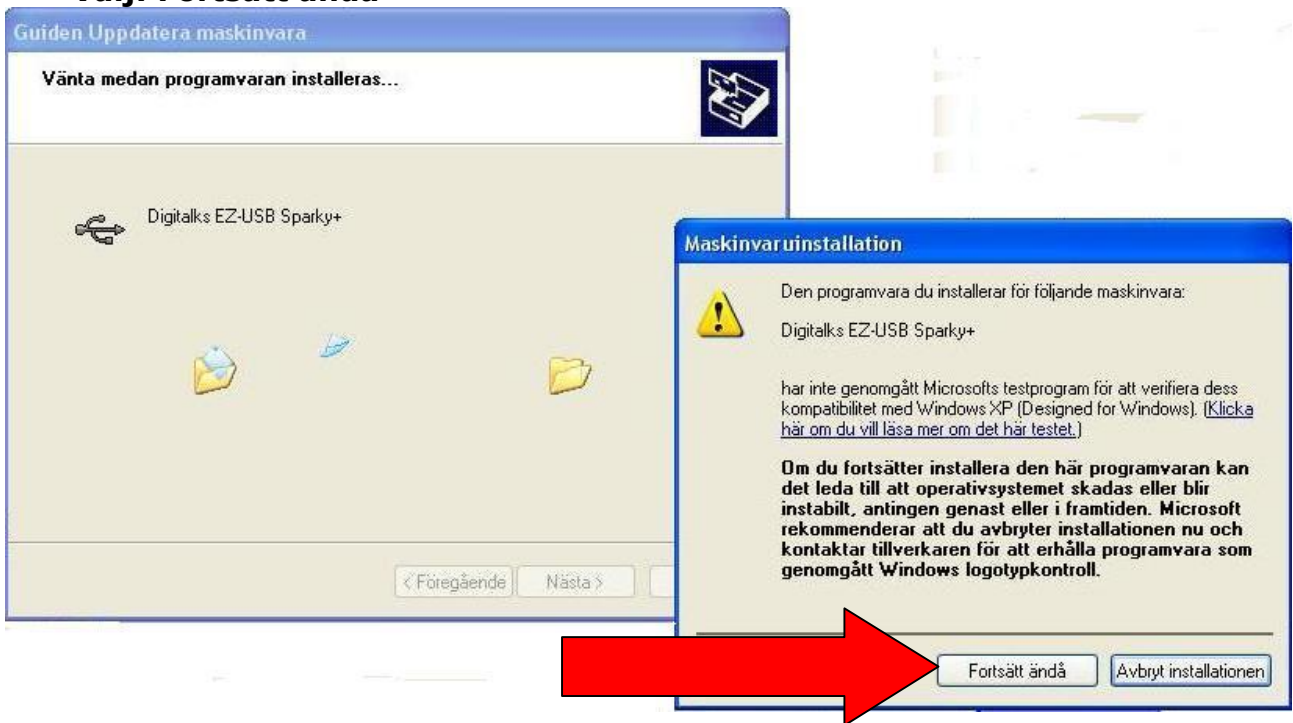 Välj: Fortsätt ändå
Guiden Uppdatera maskinvara
Vänta medan programvaran installeras...
Digitalks EZ-USB Sparky+
< Föregående
Nästa >
Maskinvaruinstallation
Den programvara du installerar för följande maskinvara:
Digitalks EZ-USB Sparky+
har inte genomgått Microsofts testprogram för att verifiera dess
kompatibilitet med Windows XP (Designed for Windows). (Klicka
här om du vill läsa mer om det här testet.)
Om du fortsätter installera den här programvaran kan
det leda till att operativsystemet skadas eller blir
instabilt, antingen genast eller i framtiden. Microsoft
rekommenderar att du avbryter installationen nu och
kontaktar tillverkaren för att erhålla programvara som
genomgått Windows logotypkontroll.
Fortsätt ändå
Avbryt installationen